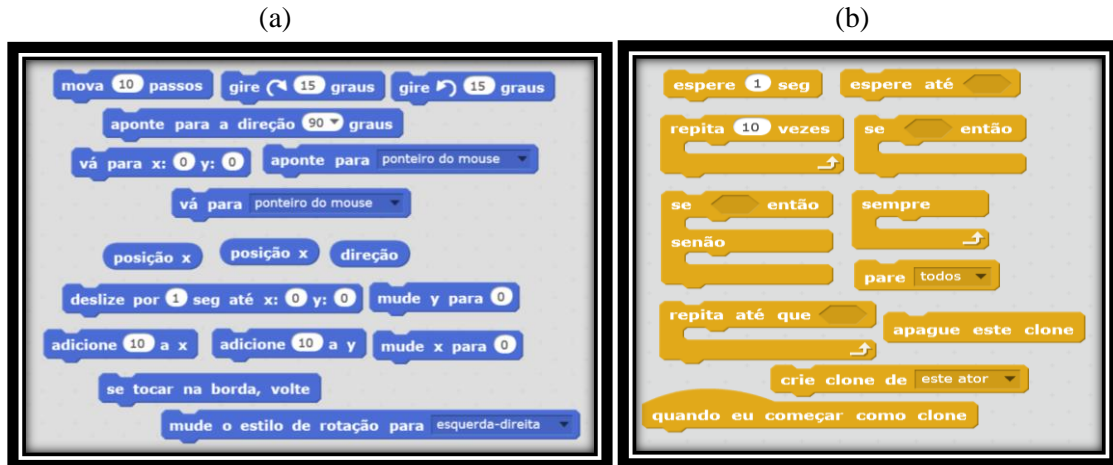 (a)
mova 10 passos
gire 15 graus
gire 15 graus
aponte para a direção 90 graus
vá para x: 0 y: 0
aponte para ponteiro do mouse
vá para ponteiro do mouse
posição x
posição x
direção
deslize por 1 seg até x: 0 y: 0
mude y para 0
adicione 10 a x
adicione 10 a y
mude x para 0
se tocar na borda, volte
mude o estilo de rotação para esquerda-direita
(b)
espere 1 seg
espere até
repita 10 vezes
se então
se então
senão
sempre
pare todos
repita até que
apague este clone
crie clone de este ator
quando eu começar como clone